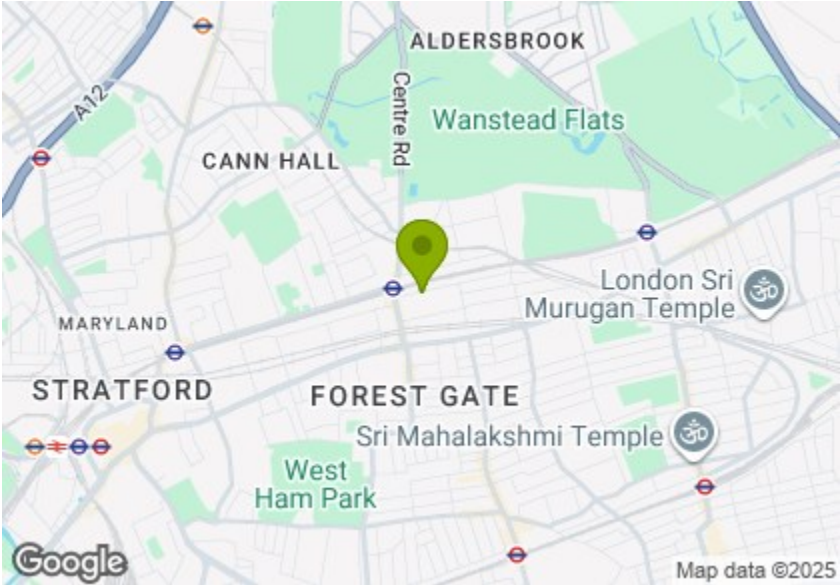 ALDERSBROOK
A12
Centre Rd
Wanstead Flats
CANN HALL
London Sri
Murugan Temple
MARYLAND
STRATFORD
FOREST GATE
Sri Mahalakshmi Temple
West
Ham Park
Google
Map data ©2025